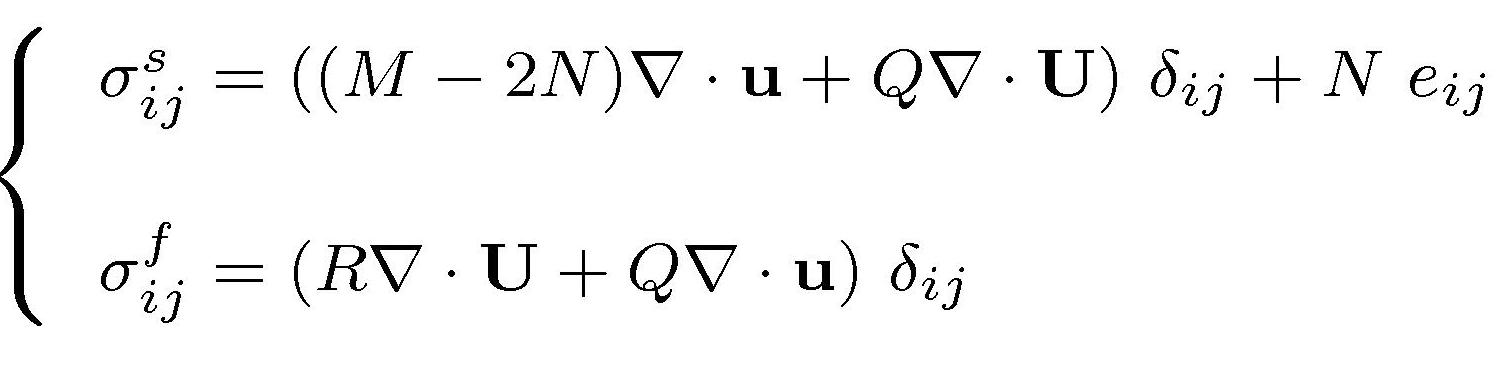 σ^s_{ij} = ((M − 2N)∇ · **u** + Q∇ · **U**) δ_{ij} + N e_{ij}
σ^f_{ij} = (R∇ · **U** + Q∇ · **u**) δ_{ij}